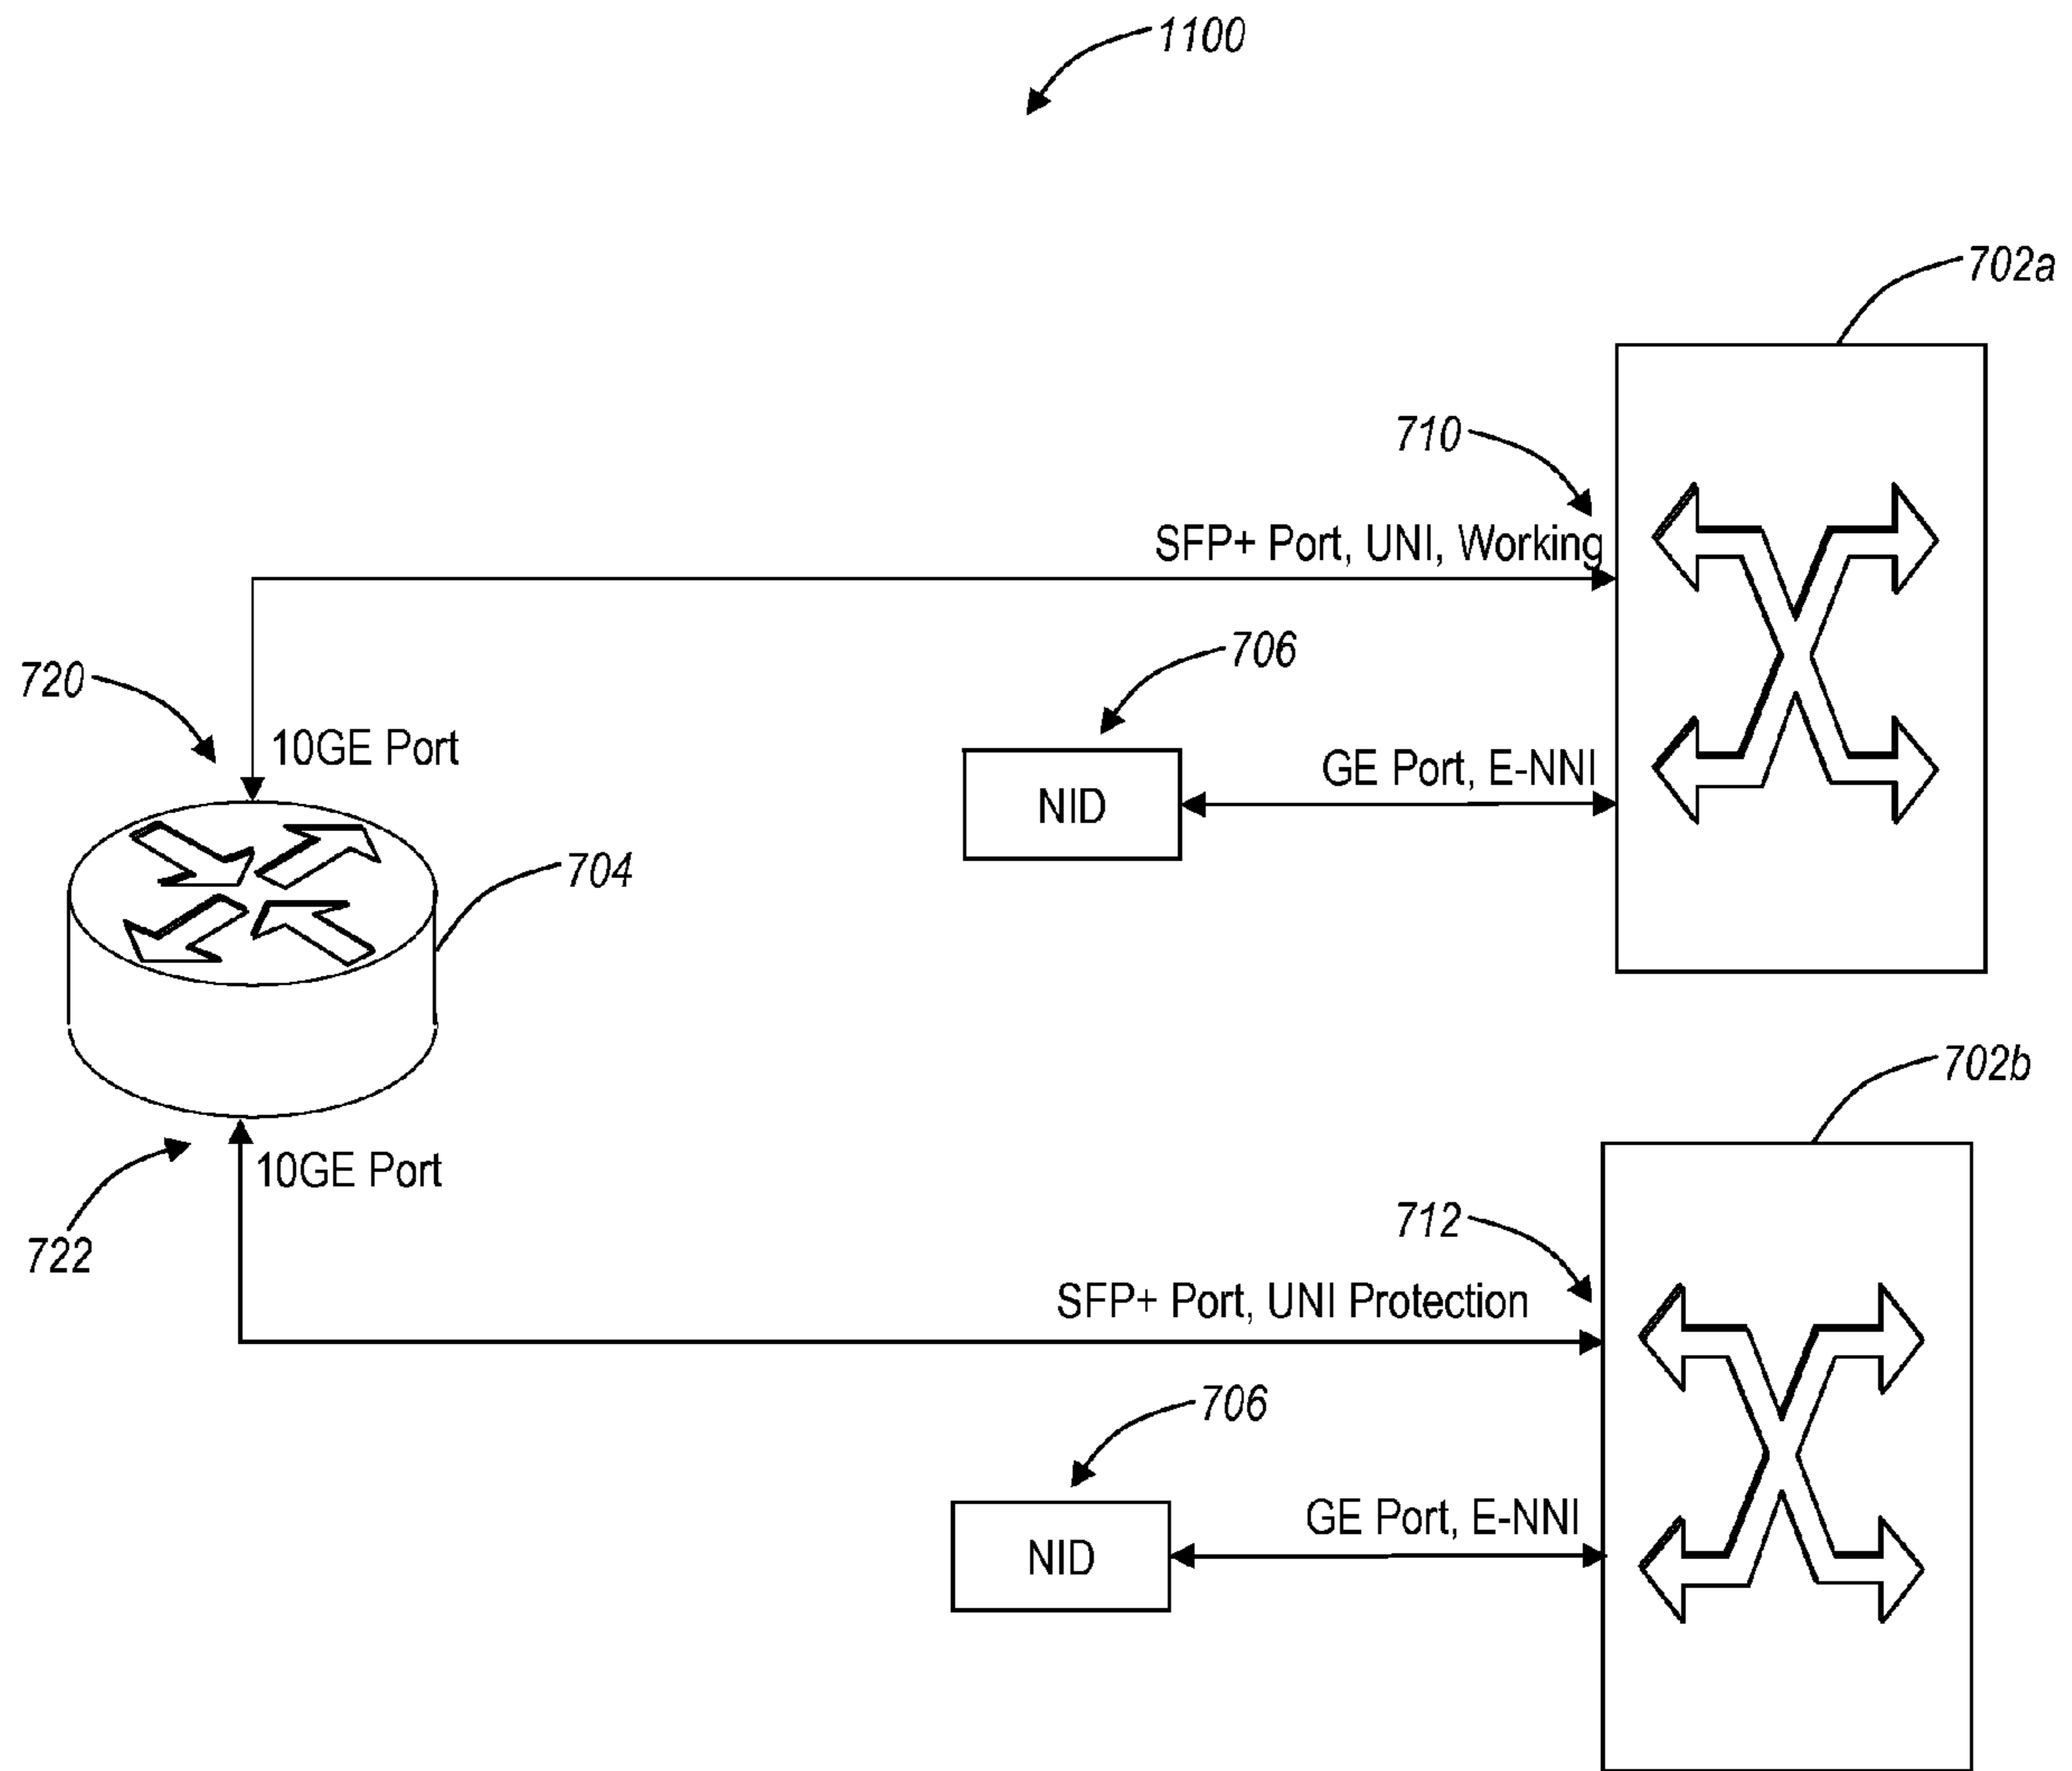 1100
702a
710
SFP+ Port, UNI, Working
706
720
10GE Port
GE Port, E-NNI
NID
704
702b
10GE Port
712
722
SFP+ Port, UNI Protection
706
GE Port, E-NNI
NID